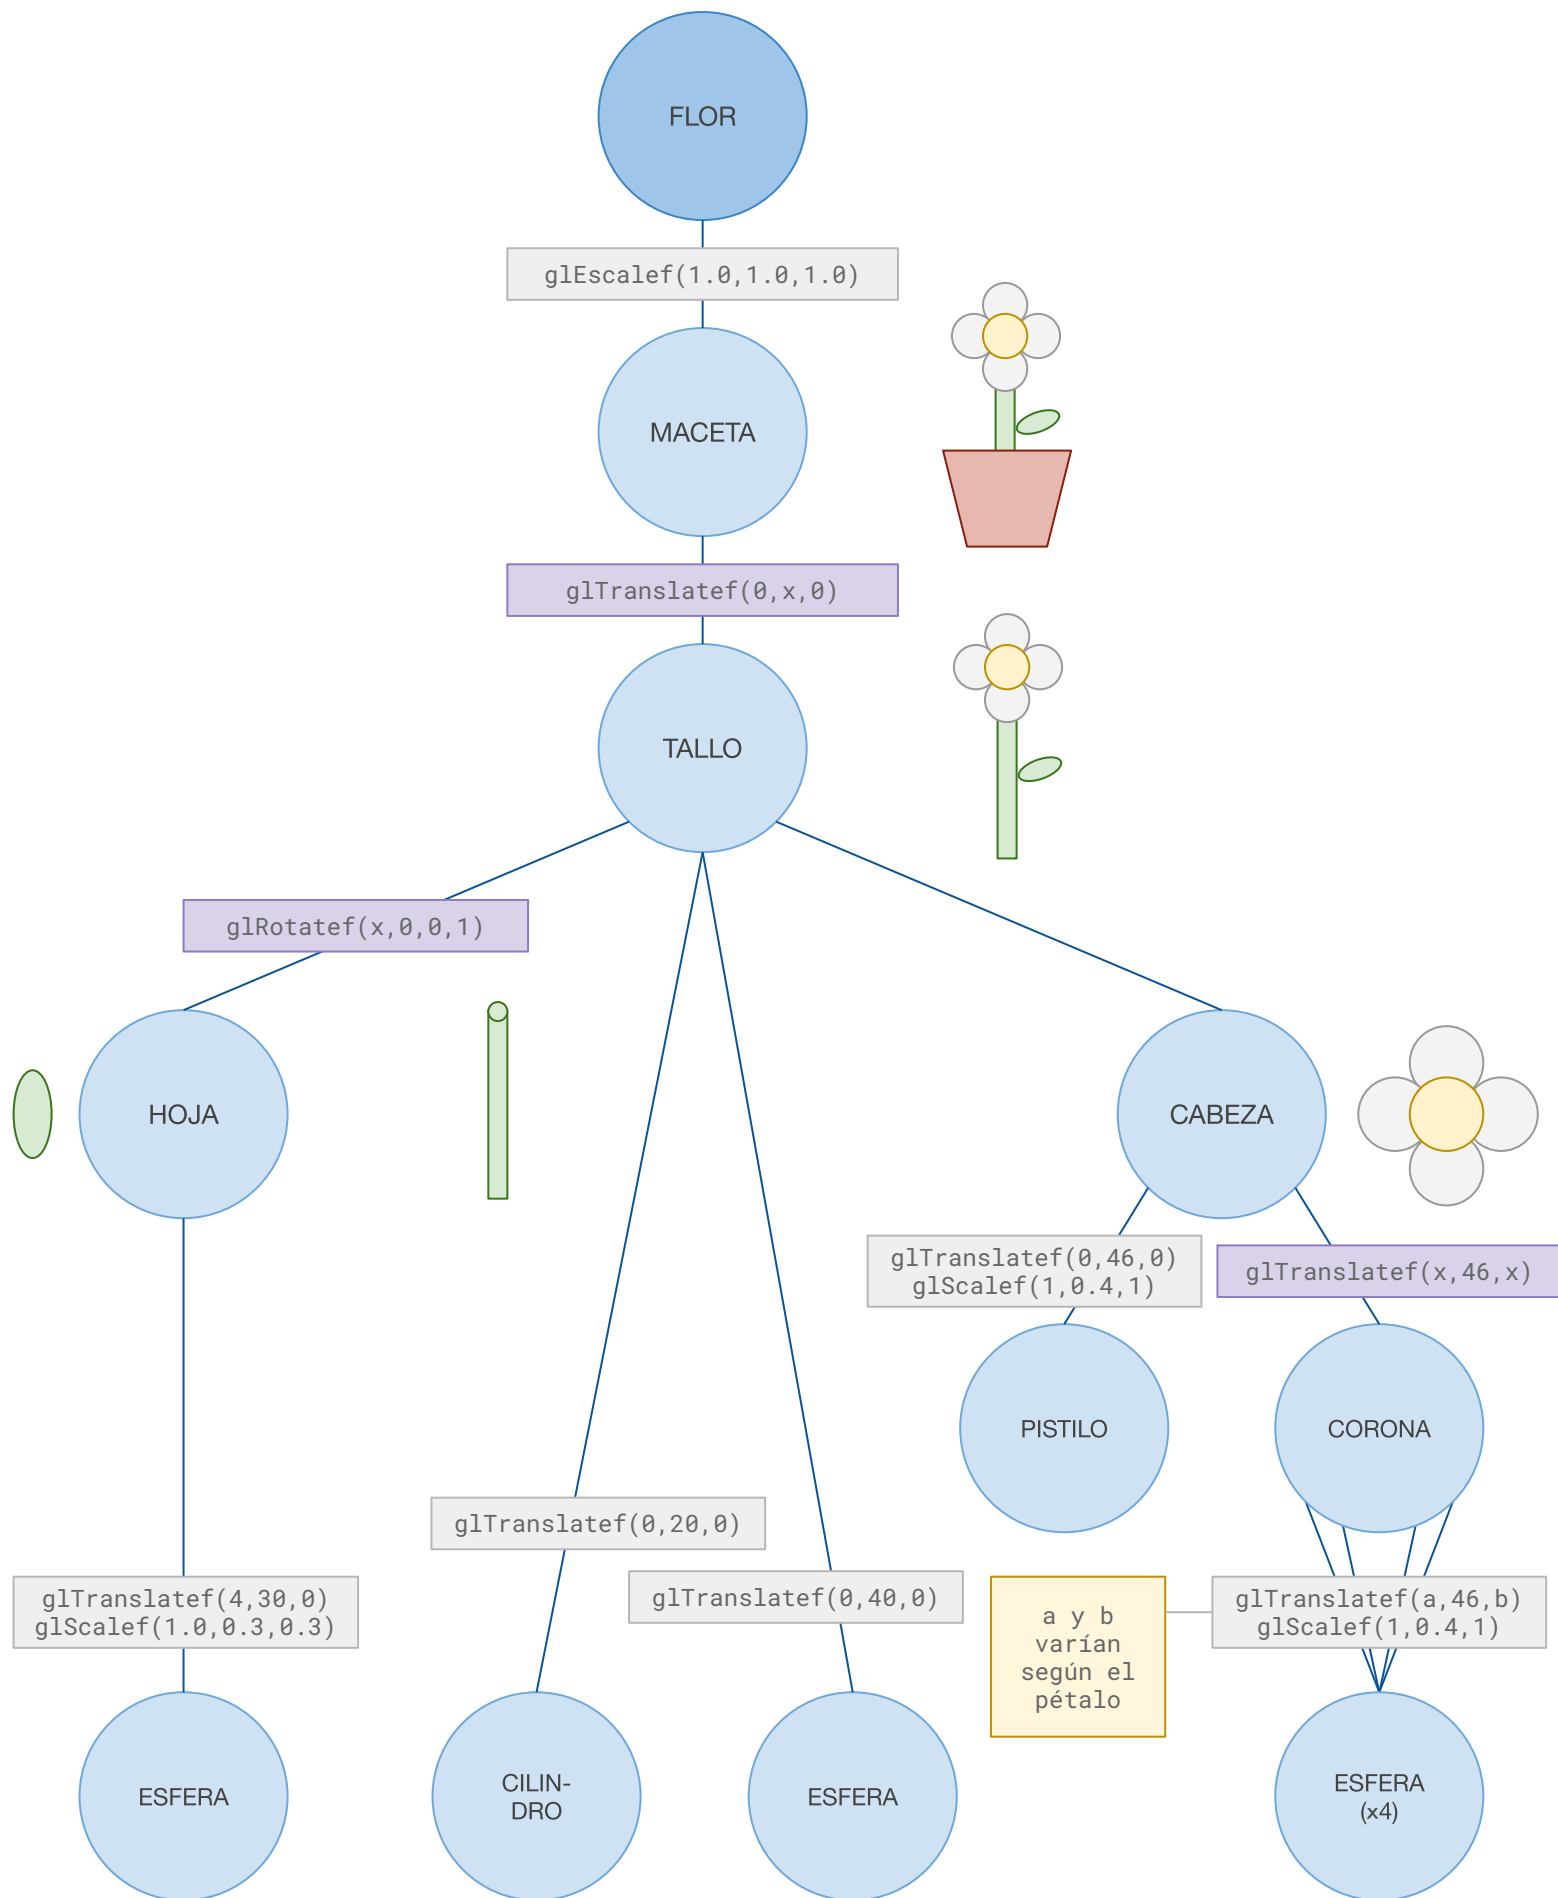 FLOR
glEscalef(1.0,1.0,1.0)
MACETA
glTranslatef(0,x,0)
TALLO
glRotatef(x,0,0,1)
HOJA
CABEZA
glTranslatef(0,46,0)
glScalef(1,0.4,1)
glTranslatef(x,46,x)
PISTILO
CORONA
glTranslatef(0,20,0)
glTranslatef(4,30,0)
glScalef(1.0,0.3,0.3)
glTranslatef(0,40,0)
a y b
varían
según el
pétalo
glTranslatef(a,46,b)
glScalef(1,0.4,1)
ESFERA
CILIN-
DRO
ESFERA
ESFERA
(x4)